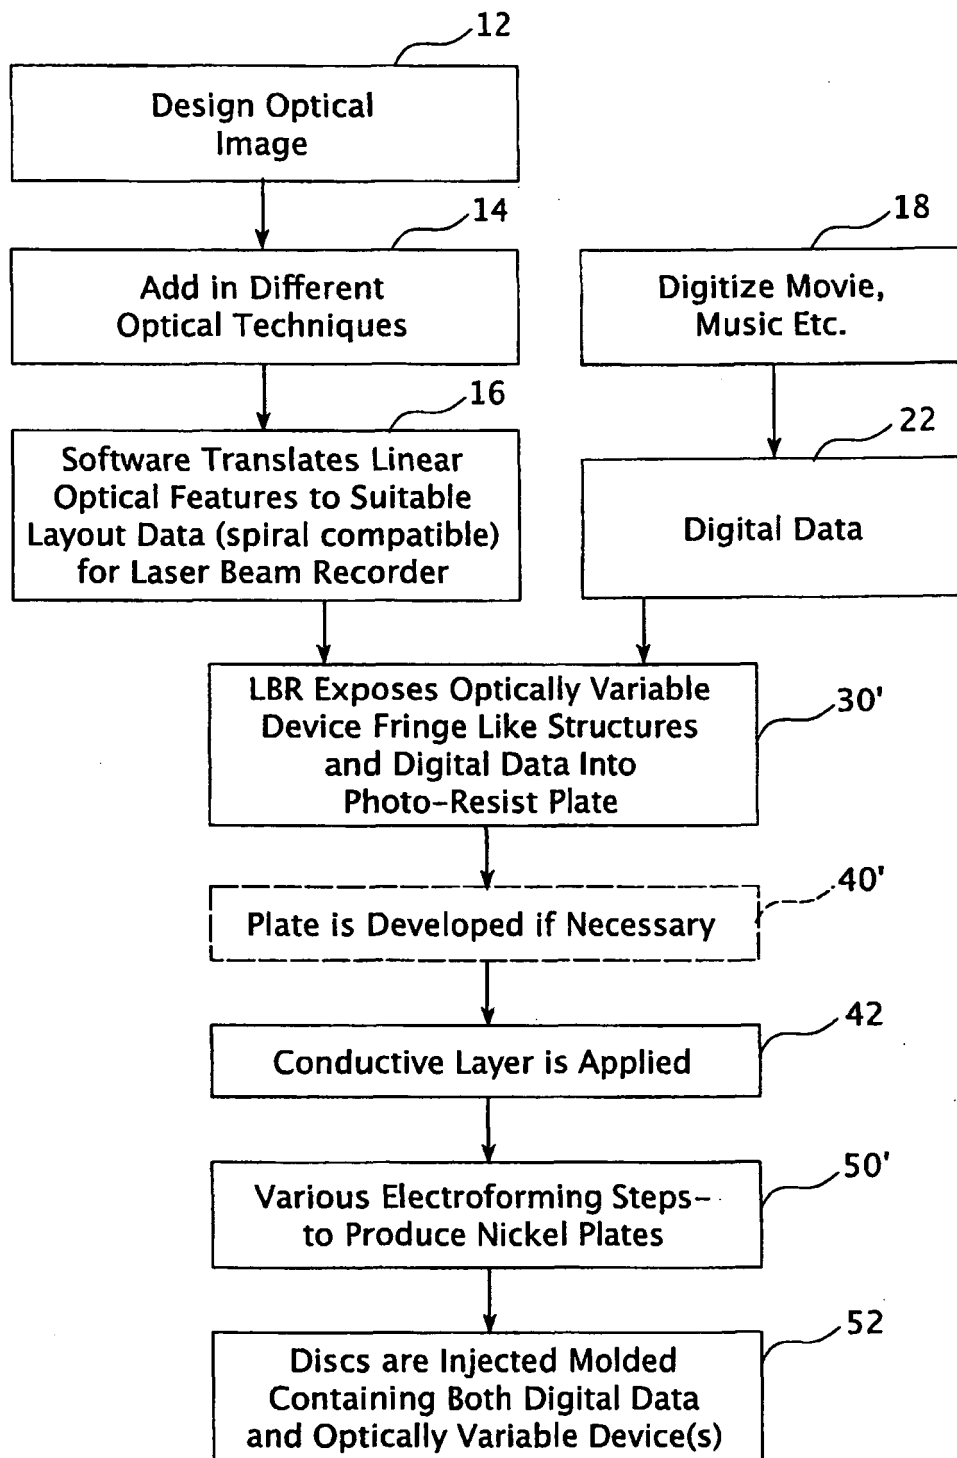 12
Design Optical
Image
14
Add in Different
Optical Techniques
18
Digitize Movie,
Music Etc.
16
Software Translates Linear
Optical Features to Suitable
Layout Data (spiral compatible)
for Laser Beam Recorder
22
Digital Data
LBR Exposes Optically Variable
Device Fringe Like Structures
and Digital Data Into
Photo-Resist Plate
30'
Plate is Developed if Necessary
40'
Conductive Layer is Applied
42
Various Electroforming Steps-
to Produce Nickel Plates
50'
Discs are Injected Molded
Containing Both Digital Data
and Optically Variable Device(s)
52